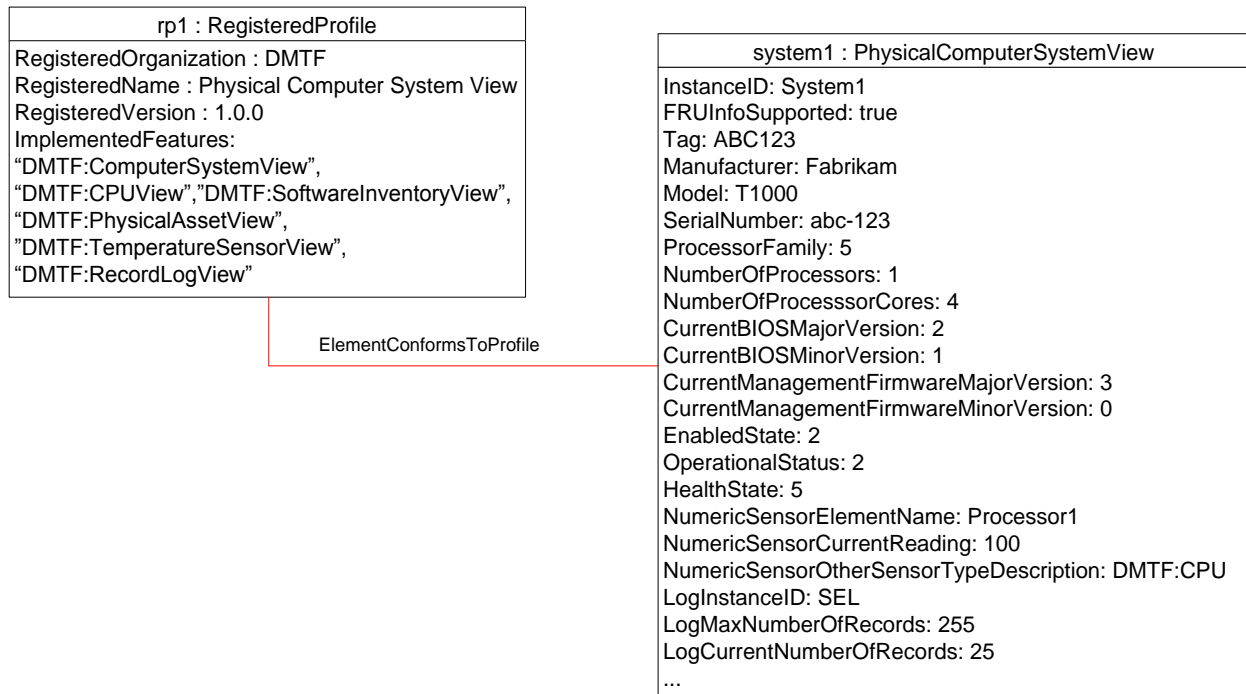 rp1 : RegisteredProfile
RegisteredOrganization : DMTF
RegisteredName : Physical Computer System View
RegisteredVersion : 1.0.0
ImplementedFeatures:
“DMTF:ComputerSystemView”,
“DMTF:CPUView”,”DMTF:SoftwareInventoryView”,
“DMTF:PhysicalAssetView”,
”DMTF:TemperatureSensorView”,
“DMTF:RecordLogView”
ElementConformsToProfile
system1 : PhysicalComputerSystemView
InstanceID: System1
FRUInfoSupported: true
Tag: ABC123
Manufacturer: Fabrikam
Model: T1000
SerialNumber: abc-123
ProcessorFamily: 5
NumberOfProcessors: 1
NumberOfProcesssorCores: 4
CurrentBIOSMajorVersion: 2
CurrentBIOSMinorVersion: 1
CurrentManagementFirmwareMajorVersion: 3
CurrentManagementFirmwareMinorVersion: 0
EnabledState: 2
OperationalStatus: 2
HealthState: 5
NumericSensorElementName: Processor1
NumericSensorCurrentReading: 100
NumericSensorOtherSensorTypeDescription: DMTF:CPU
LogInstanceID: SEL
LogMaxNumberOfRecords: 255
LogCurrentNumberOfRecords: 25
...